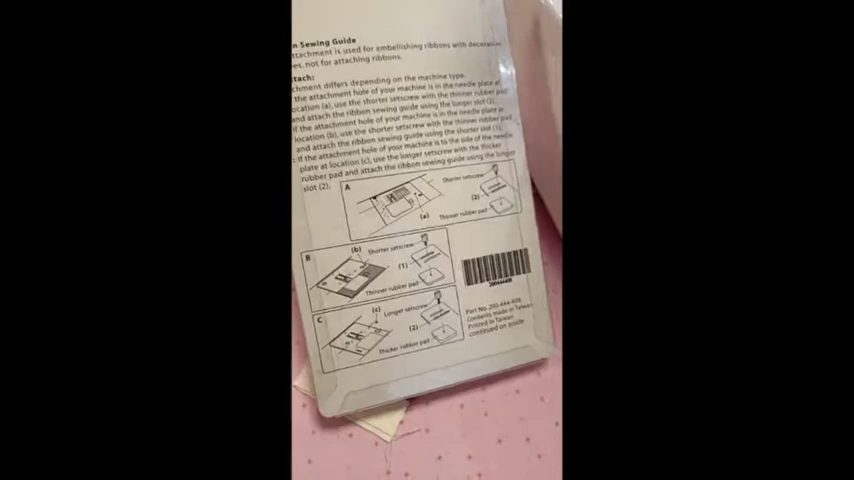 n Sewing Guide
ttachment is used for embellishing ribbons with decorative
es, not for attaching ribbons.
tach:
chment differs depending on the machine type.
the attachment hole of your machine is in the needle plate at
ocation (a), use the shorter setscrew with the thinner rubber pad
and attach the ribbon sewing guide using the longer slot (2).
If the attachment hole of your machine is in the needle plate at
location (b), use the shorter setscrew with the thinner rubber pad
and attach the ribbon sewing guide using the shorter slot (1).
: If the attachment hole of your machine is to the side of the needle
plate at location (c), use the longer setscrew with the thicker
rubber pad and attach the ribbon sewing guide using the longer
slot (2).
A
Shorter setscrew
(2)
(a)
Thinner rubber pad
B
(b)
Shorter setscrew
(1)
Thinner rubber pad
C
(c)
Longer setscrew
(2)
Thicker rubber pad
Part No. 200-444-408
Contents made in Taiwan
Printed in Taiwan
continued on inside